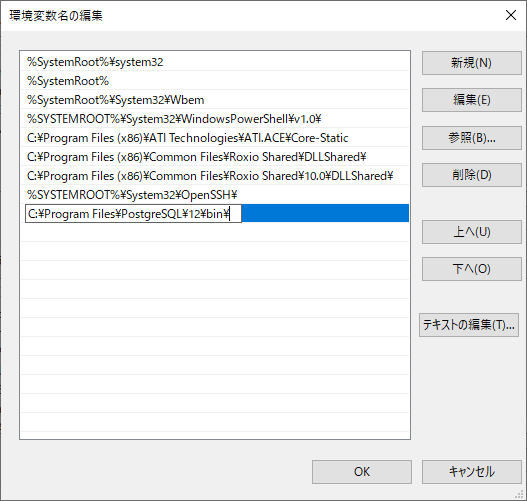 環境変数名の編集
%SystemRoot%¥system32
%SystemRoot%
%SystemRoot%¥System32¥Wbem
%SYSTEMROOT%¥System32¥WindowsPowerShell¥v1.0¥
C:¥Program Files (x86)¥ATI Technologies¥ATI.ACE¥Core-Static
C:¥Program Files (x86)¥Common Files¥Roxio Shared¥DLLShared¥
C:¥Program Files (x86)¥Common Files¥Roxio Shared¥10.0¥DLLShared¥
%SYSTEMROOT%¥System32¥OpenSSH¥
C:¥Program Files¥PostgreSQL¥12¥bin¥
新規(N)
編集(E)
参照(B)...
削除(D)
上へ(U)
下へ(O)
テキストの編集(T)...
OK
キャンセル